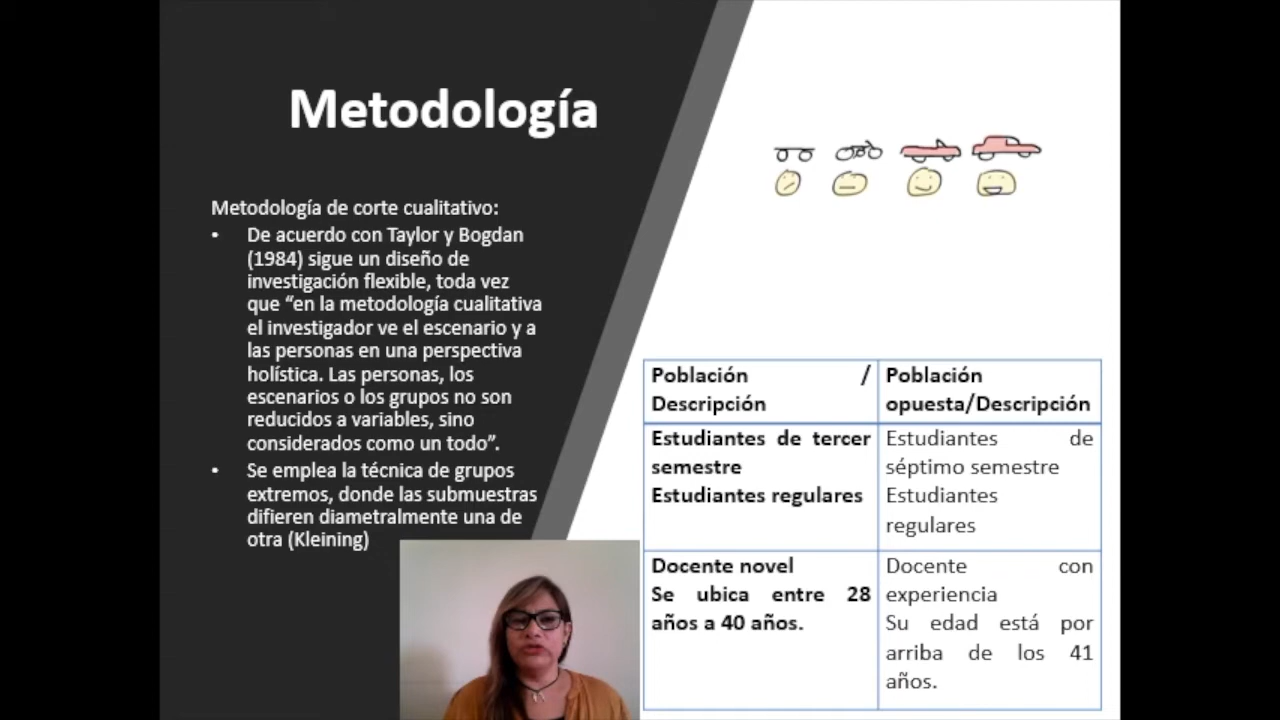 Metodología
Metodología de corte cualitativo:
• De acuerdo con Taylor y Bogdan
(1984) sigue un diseño de
investigación flexible, toda vez
que “en la metodología cualitativa
el investigador ve el escenario y a
las personas en una perspectiva
holística. Las personas, los
escenarios o los grupos no son
reducidos a variables, sino
considerados como un todo”.
• Se emplea la técnica de grupos
extremos, donde las submuestras
difieren diametralmente una de
otra (Kleining)
Población /
Descripción
Población
opuesta/Descripción
Estudiantes de tercer
semestre
Estudiantes regulares
Estudiantes de
séptimo semestre
Estudiantes
regulares
Docente novel
Se ubica entre 28
años a 40 años.
Docente con
experiencia
Su edad está por
arriba de los 41
años.